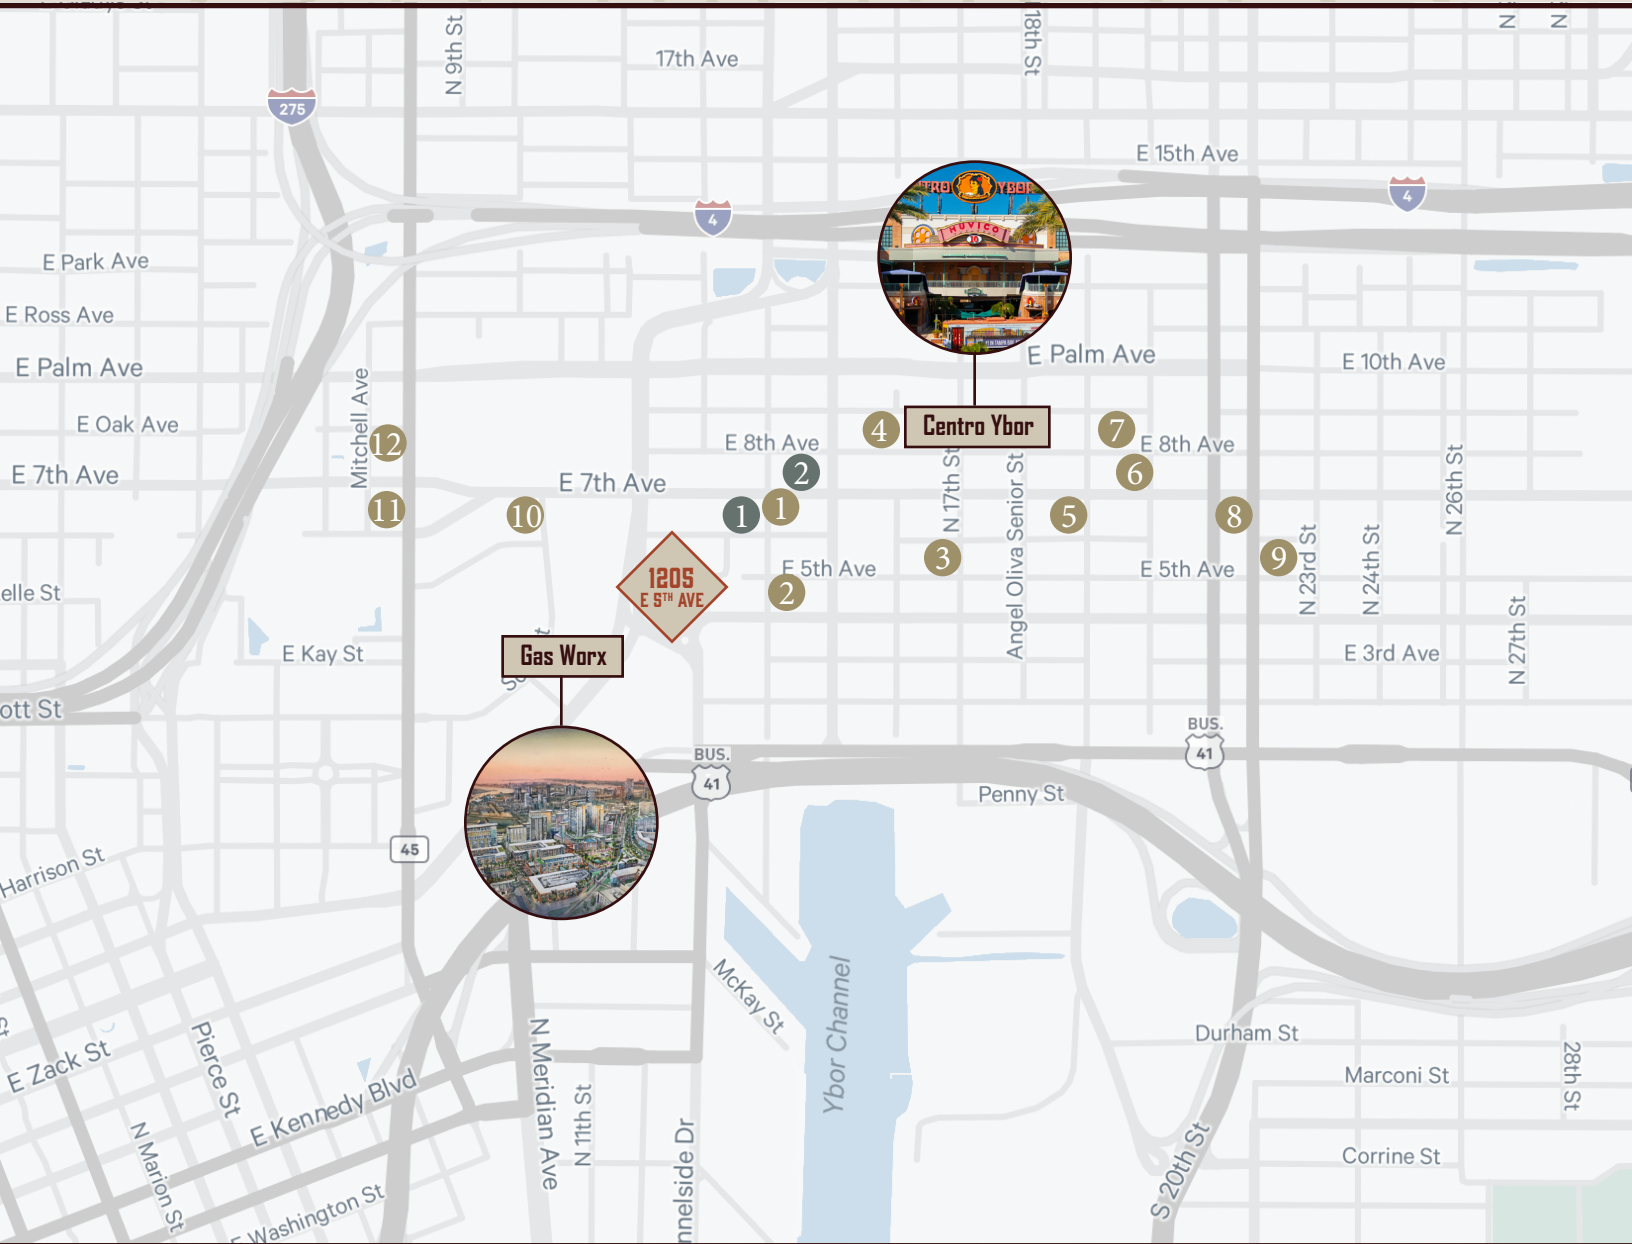 17th Ave
N 9th St
18th St
N
N
275
E 15th Ave
4
4
CENTRO YBOR
MUVICO
E Park Ave
E Ross Ave
E Palm Ave
E Palm Ave
E 10th Ave
Mitchell Ave
E Oak Ave
12
E 8th Ave
4
Centro Ybor
7
E 8th Ave
E 7th Ave
E 7th Ave
2
6
N 17th St
Angel Oliva Senior St
N 26th St
11
10
1
1
5
8
3
9
N 23rd St
N 24th St
1205
E 5TH AVE
E 5th Ave
E 5th Ave
2
elle St
E Kay St
Gas Worx
E 3rd Ave
N 27th St
ott St
BUS.
41
BUS.
41
Penny St
45
Harrison St
McKay St
Ybor Channel
Durham St
E Zack St
Pierce St
E Kennedy Blvd
N Meridian Ave
N 11th St
Marconi St
28th St
N Marion St
nnelside Dr
Corrine St
S 20th St
E Washington St